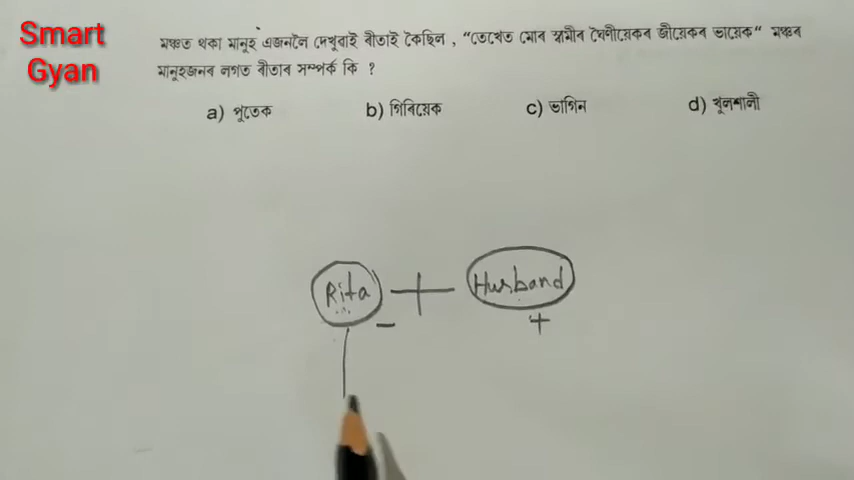 Smart
Gyan
মঞ্চত থকা মানুহ এজনলৈ দেখুৱাই ৰীতাই কৈছিল , “তেখেত মোৰ স্বামীৰ ঘৈণীয়েকৰ জীয়েকৰ ভায়েক“ মঞ্চৰ
মানুহজনৰ লগত ৰীতাৰ সম্পৰ্ক কি ?
a) পুতেক b) গিৰিয়েক c) ভাগিন d) খুলশালী
Rita Husband
- +